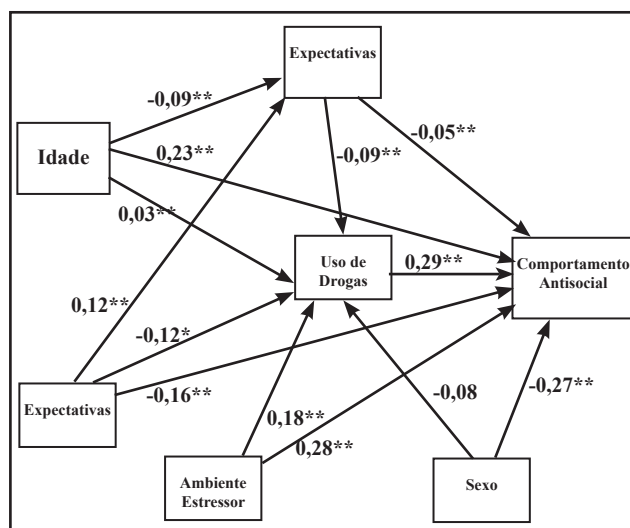 Expectativas
-0,09**
-0,05**
Idade
0,23**
-0,09**
0,03**
Uso de
Drogas
0,29**
Comportamento
Antisocial
0,12**
-0,12*
Expectativas
-0,16**
-0,08
-0,27**
0,18**
0,28**
Ambiente
Estressor
Sexo